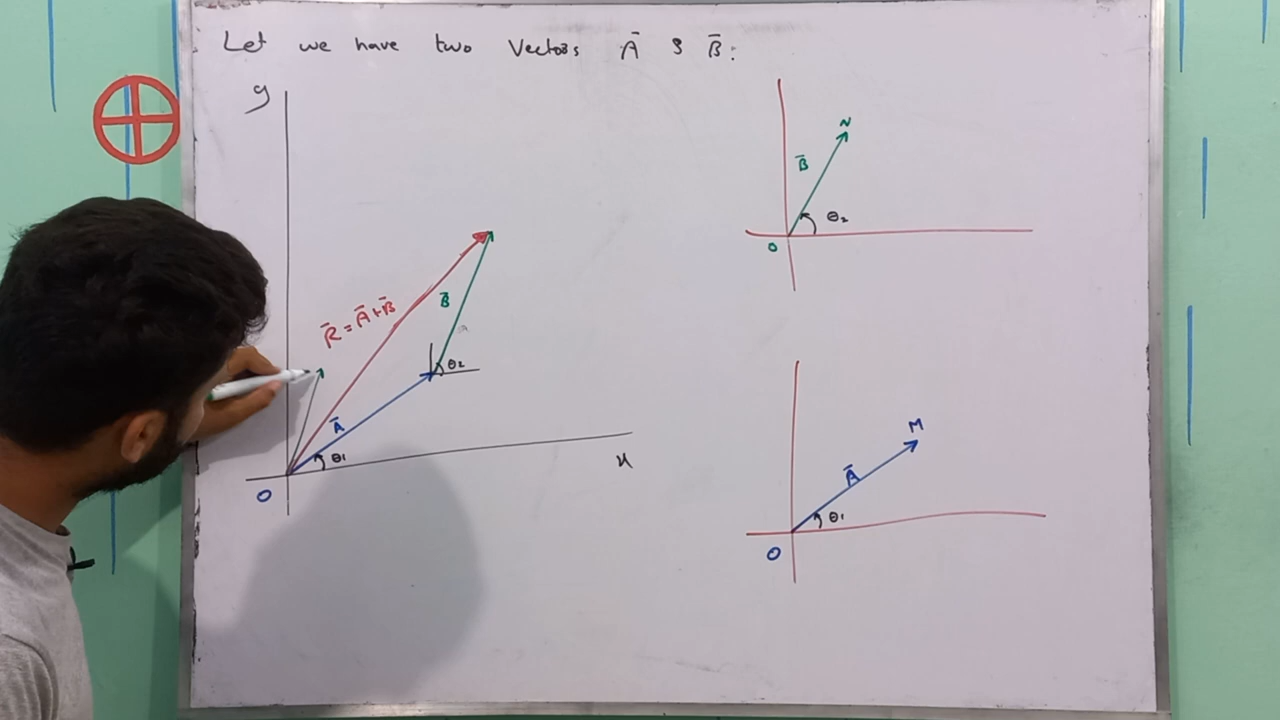 Let we have two Vectors Ā & B̄:
y
R̄ = Ā + B̄
B̄
θ2
Ā
θ1
x
O
N
B̄
θ2
O
M
Ā
θ1
O